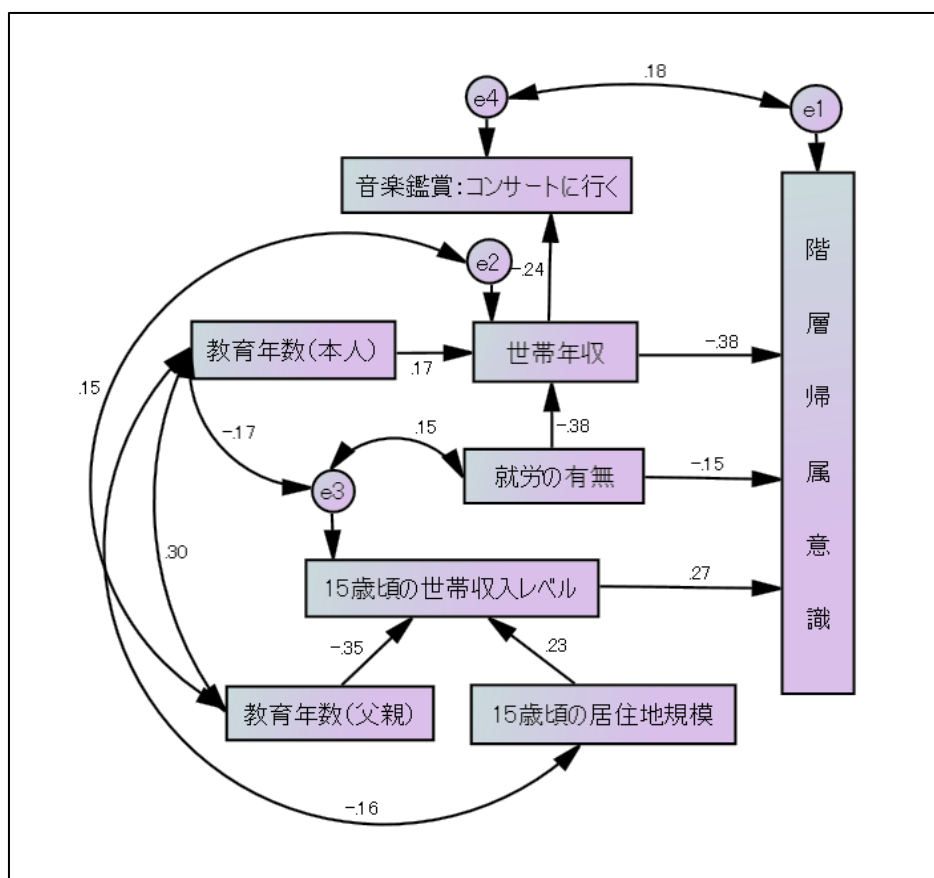 .18
e4
e1
音楽鑑賞:コンサートに行く
e2
-.24
教育年数(本人)
.17
世帯年収
-.38
.15
-.17
.15
-.38
就労の有無
-.15
e3
.30
15歳頃の世帯収入レベル
.27
-.35
.23
教育年数(父親)
15歳頃の居住地規模
-.16
階
層
帰
属
意
識